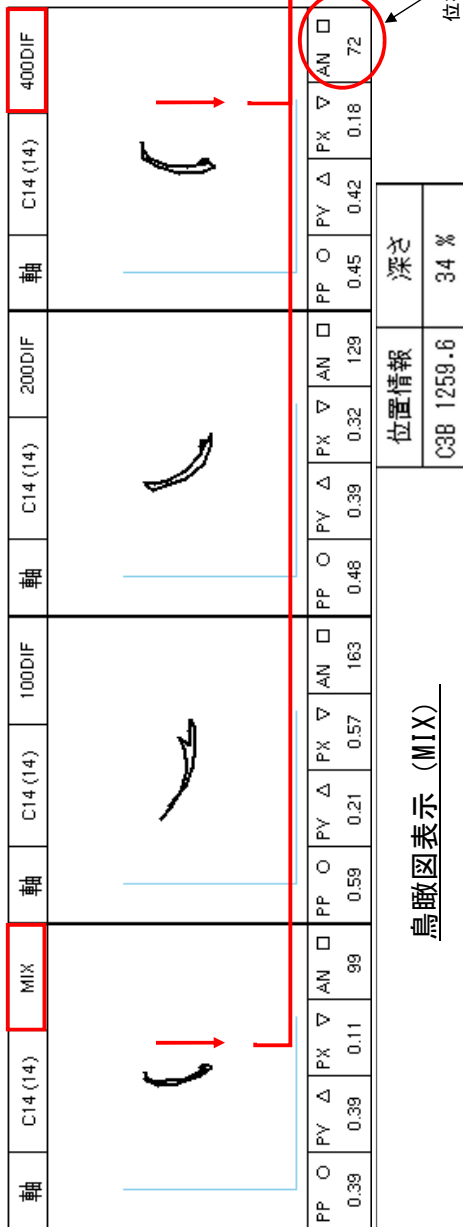 軸 C14 (14) MIX 軸 C14 (14) 100DIF 軸 C14 (14) 200DIF 軸 C14 (14) 400DIF
PP ○ PY △ PX ▽ AN □ PP ○ PY △ PX ▽ AN □ PP ○ PY △ PX ▽ AN □ PP ○ PY △ PX ▽ AN □
0.39 0.39 0.11 99 0.59 0.21 0.57 163 0.48 0.39 0.32 129 0.45 0.42 0.18 72
位
位置情報 深さ
C3B 1259.6 34 %
鳥瞰図表示 (MIX)